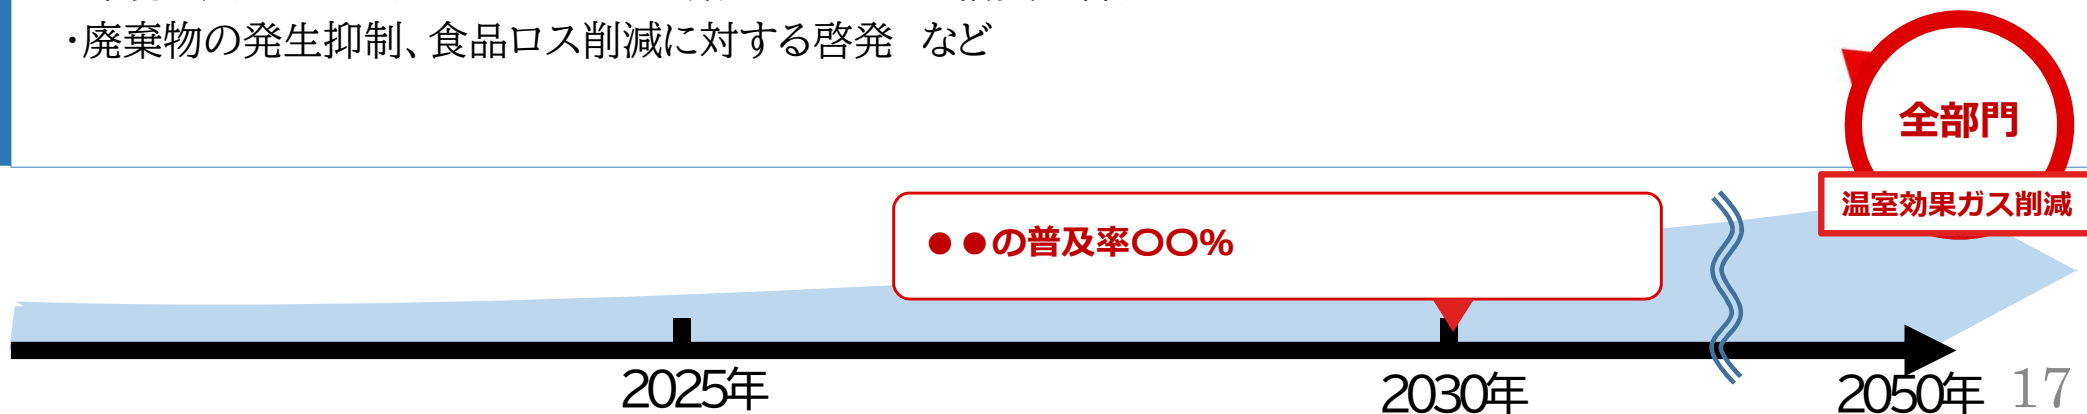 ・廃棄物の発生抑制、食品ロス削減に対する啓発　など
全部門
温室効果ガス削減
●●の普及率〇〇%
2025年
2030年
2050年
17